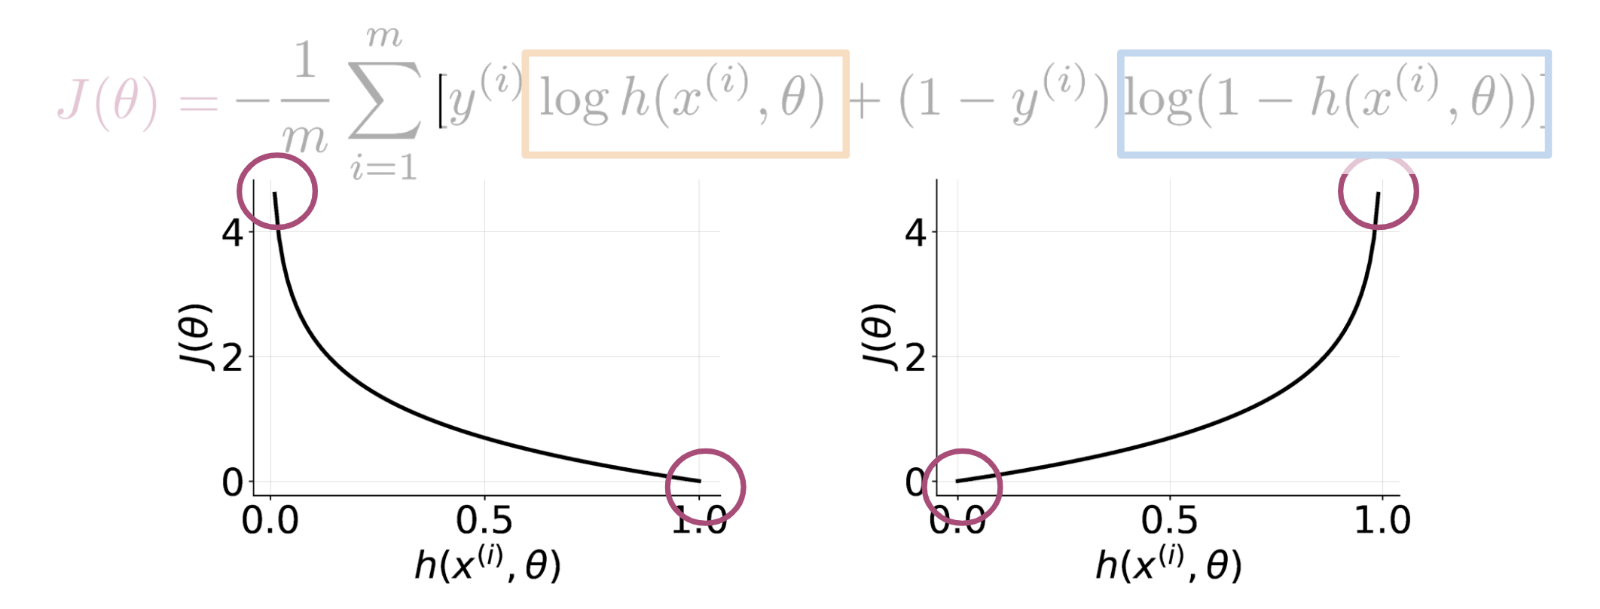 J(θ) = −1/m ∑_{i=1}^{m} [y^{(i)} log h(x^{(i)}, θ) + (1 − y^{(i)}) log(1 − h(x^{(i)}, θ))]
4
2
0
J(θ)
0.0 0.5 1.0
h(x^{(i)}, θ)
4
2
0
J(θ)
0.0 0.5 1.0
h(x^{(i)}, θ)